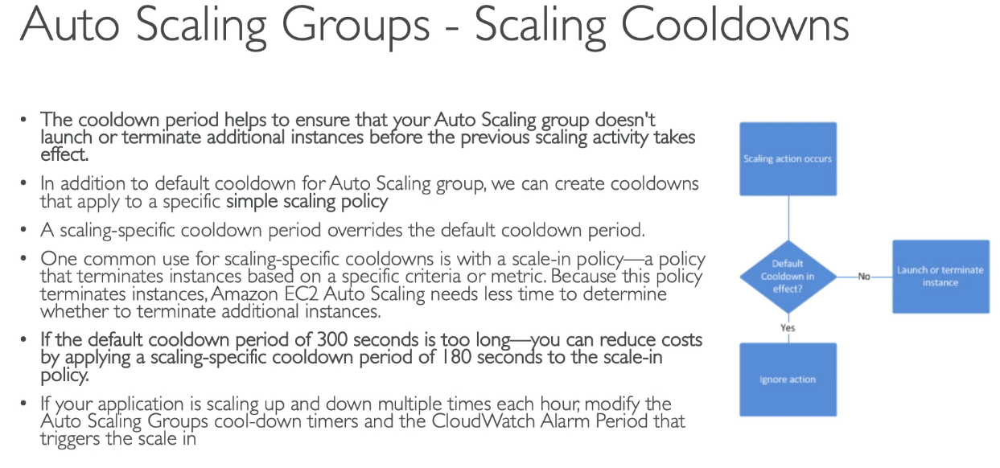 Auto Scaling Groups - Scaling Cooldowns
• The cooldown period helps to ensure that your Auto Scaling group doesn't
launch or terminate additional instances before the previous scaling activity takes
effect.
• In addition to default cooldown for Auto Scaling group, we can create cooldowns
that apply to a specific simple scaling policy
• A scaling-specific cooldown period overrides the default cooldown period.
• One common use for scaling-specific cooldowns is with a scale-in policy—a policy
that terminates instances based on a specific criteria or metric. Because this policy
terminates instances, Amazon EC2 Auto Scaling needs less time to determine
whether to terminate additional instances.
• If the default cooldown period of 300 seconds is too long—you can reduce costs
by applying a scaling-specific cooldown period of 180 seconds to the scale-in
policy.
• If your application is scaling up and down multiple times each hour, modify the
Auto Scaling Groups cool-down timers and the CloudWatch Alarm Period that
triggers the scale in
Scaling action occurs
Default
Cooldown in
effect?
No
Launch or terminate
instance
Yes
Ignore action